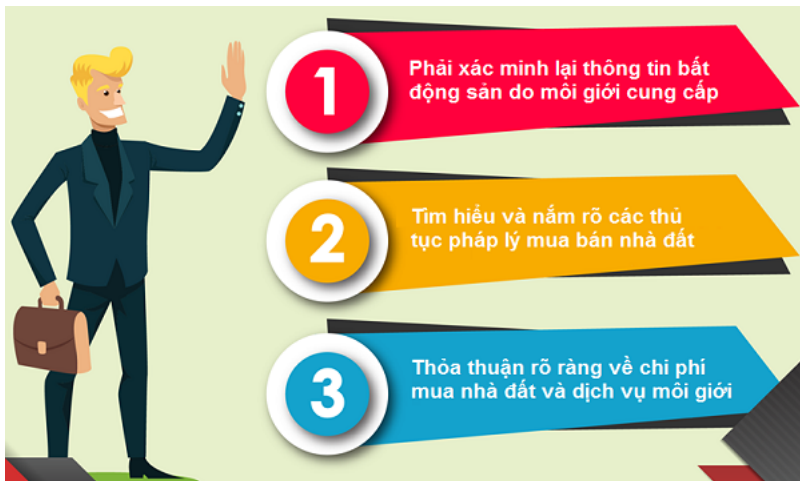 1
Phải xác minh lại thông tin bất
động sản do môi giới cung cấp
2
Tìm hiểu và nắm rõ các thủ
tục pháp lý mua bán nhà đất
3
Thỏa thuận rõ ràng về chi phí
mua nhà đất và dịch vụ môi giới